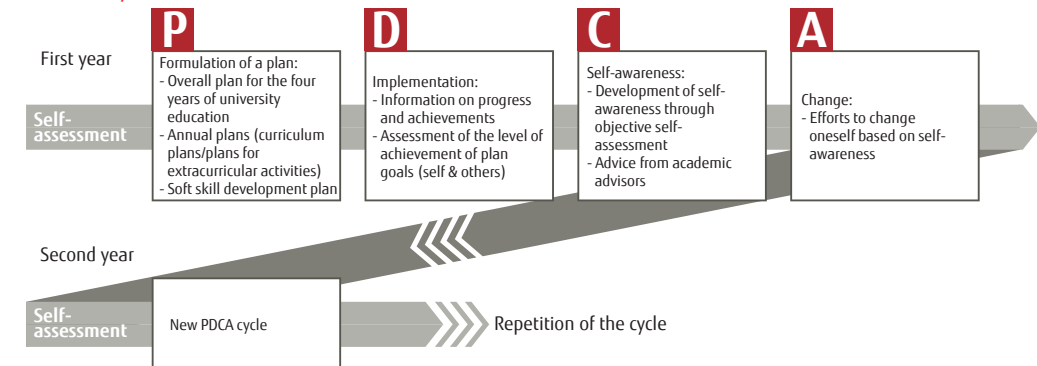 P
D
C
A
First year
Self-
assessment
Formulation of a plan:
- Overall plan for the four
years of university
education
- Annual plans (curriculum
plans/plans for
extracurricular activities)
- Soft skill development plan
Implementation:
- Information on progress
and achievements
- Assessment of the level of
achievement of plan
goals (self & others)
Self-awareness:
- Development of self-
awareness through
objective self-
assessment
- Advice from academic
advisors
Change:
- Efforts to change
oneself based on self-
awareness
Second year
Self-
assessment
New PDCA cycle
Repetition of the cycle